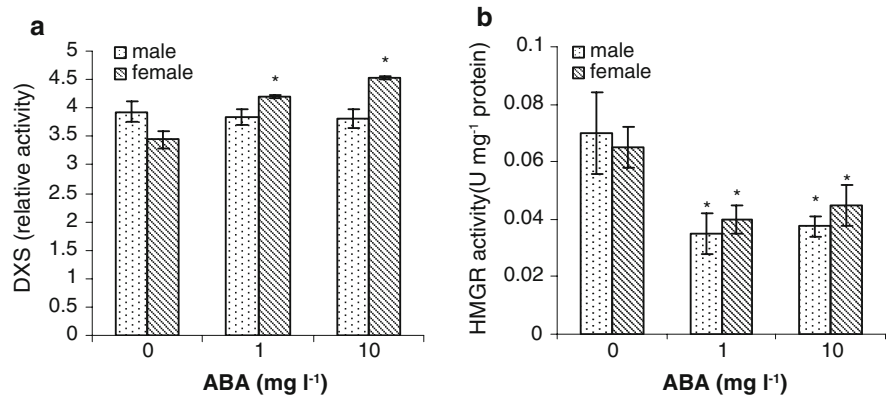 a
male
female
DXS (relative activity)
5
4.5
4
3.5
3
2.5
2
1.5
1
0.5
0
*
*
0
1
10
ABA (mg l⁻¹)
b
male
female
HMGR activity(U mg⁻¹ protein)
0.1
0.08
0.06
0.04
0.02
0
* *
* *
0
1
10
ABA (mg l⁻¹)